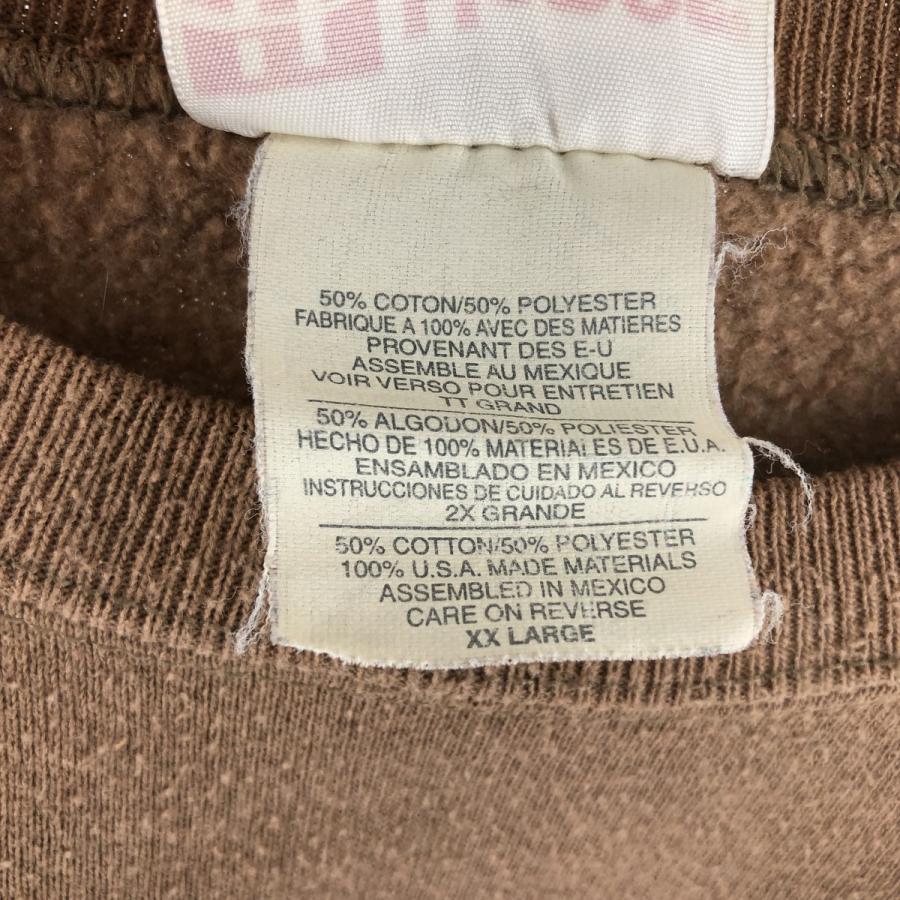 50% COTON/50% POLYESTER
FABRIQUE A 100% AVEC DES MATIERES
PROVENANT DES E-U
ASSEMBLE AU MEXIQUE
VOIR VERSO POUR ENTRETIEN
TT GRAND
50% ALGODON/50% POLIESTER
HECHO DE 100% MATERIALES DE E.U.A.
ENSAMBLADO EN MEXICO
INSTRUCCIONES DE CUIDADO AL REVERSO
2X GRANDE
50% COTTON/50% POLYESTER
100% U.S.A. MADE MATERIALS
ASSEMBLED IN MEXICO
CARE ON REVERSE
XX LARGE